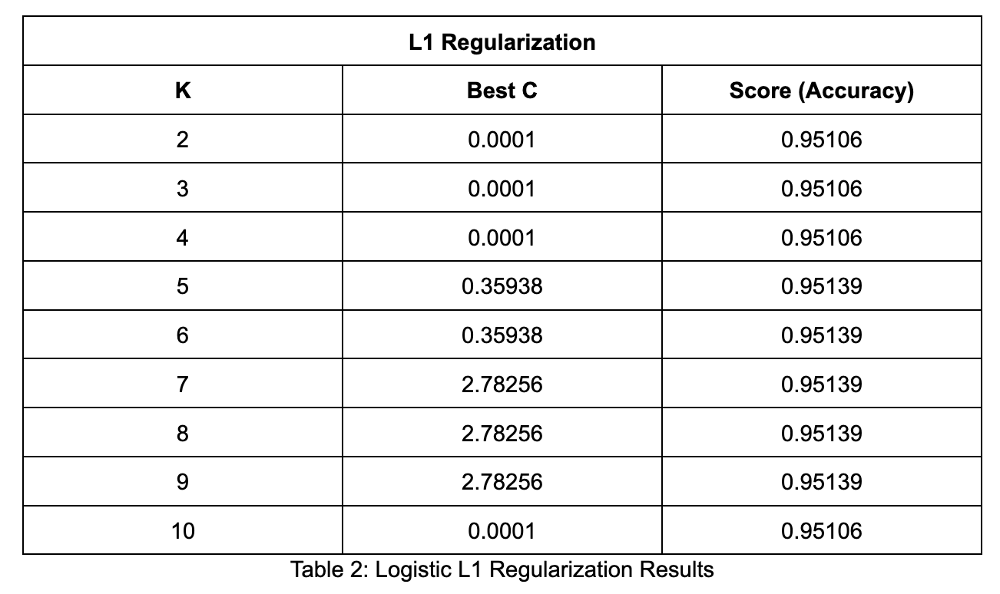 L1 Regularization
K Best C Score (Accuracy)
2 0.0001 0.95106
3 0.0001 0.95106
4 0.0001 0.95106
5 0.35938 0.95139
6 0.35938 0.95139
7 2.78256 0.95139
8 2.78256 0.95139
9 2.78256 0.95139
10 0.0001 0.95106
Table 2: Logistic L1 Regularization Results